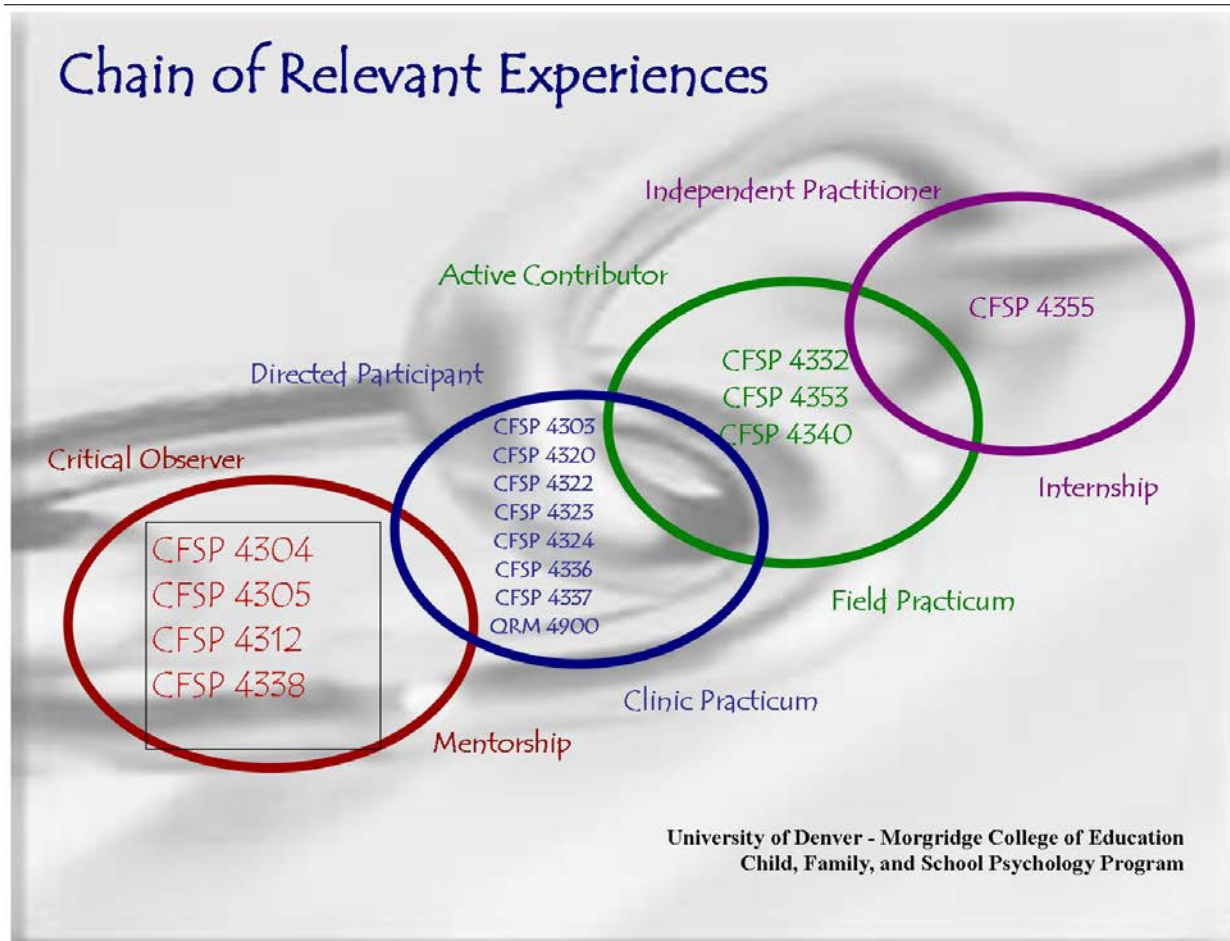 Chain of Relevant Experiences
Independent Practitioner
CFSP 4355
Internship
Active Contributor
CFSP 4332
CFSP 4353
CFSP 4340
Field Practicum
Directed Participant
CFSP 4303
CFSP 4320
CFSP 4322
CFSP 4323
CFSP 4324
CFSP 4336
CFSP 4337
QRM 4900
Clinic Practicum
Critical Observer
CFSP 4304
CFSP 4305
CFSP 4312
CFSP 4338
Mentorship
University of Denver - Morgridge College of Education
Child, Family, and School Psychology Program